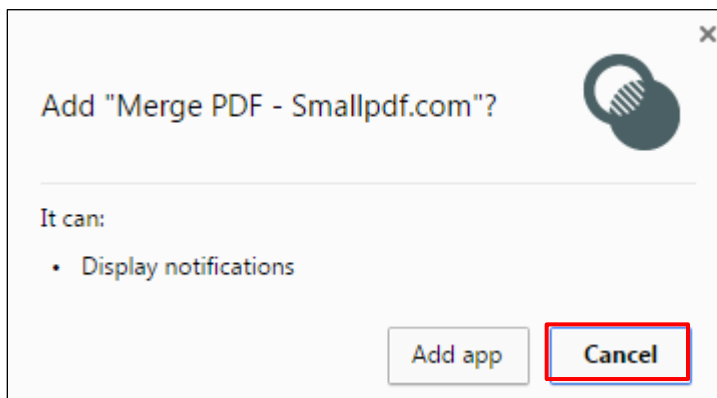 Add "Merge PDF - Smallpdf.com"?
It can:
• Display notifications
Add app
Cancel